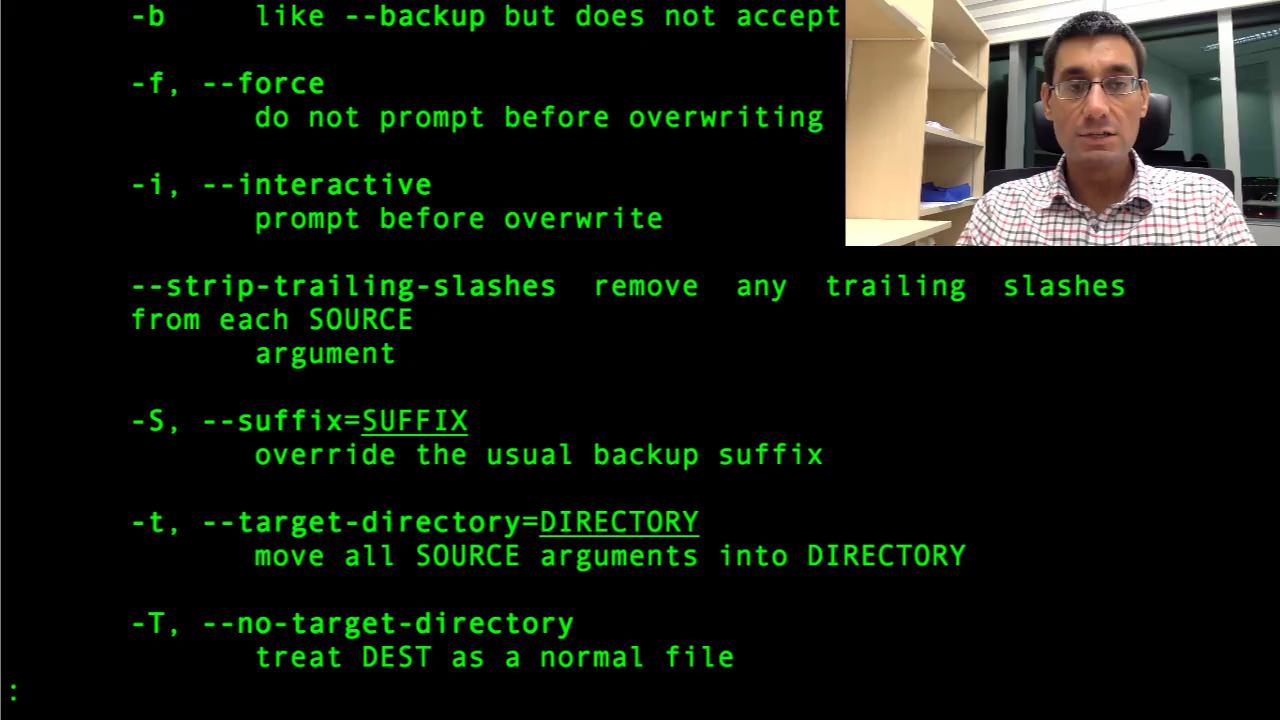 -b like --backup but does not accept
-f, --force
do not prompt before overwriting
-i, --interactive
prompt before overwrite
--strip-trailing-slashes remove any trailing slashes
from each SOURCE
argument
-S, --suffix=SUFFIX
override the usual backup suffix
-t, --target-directory=DIRECTORY
move all SOURCE arguments into DIRECTORY
-T, --no-target-directory
treat DEST as a normal file
: